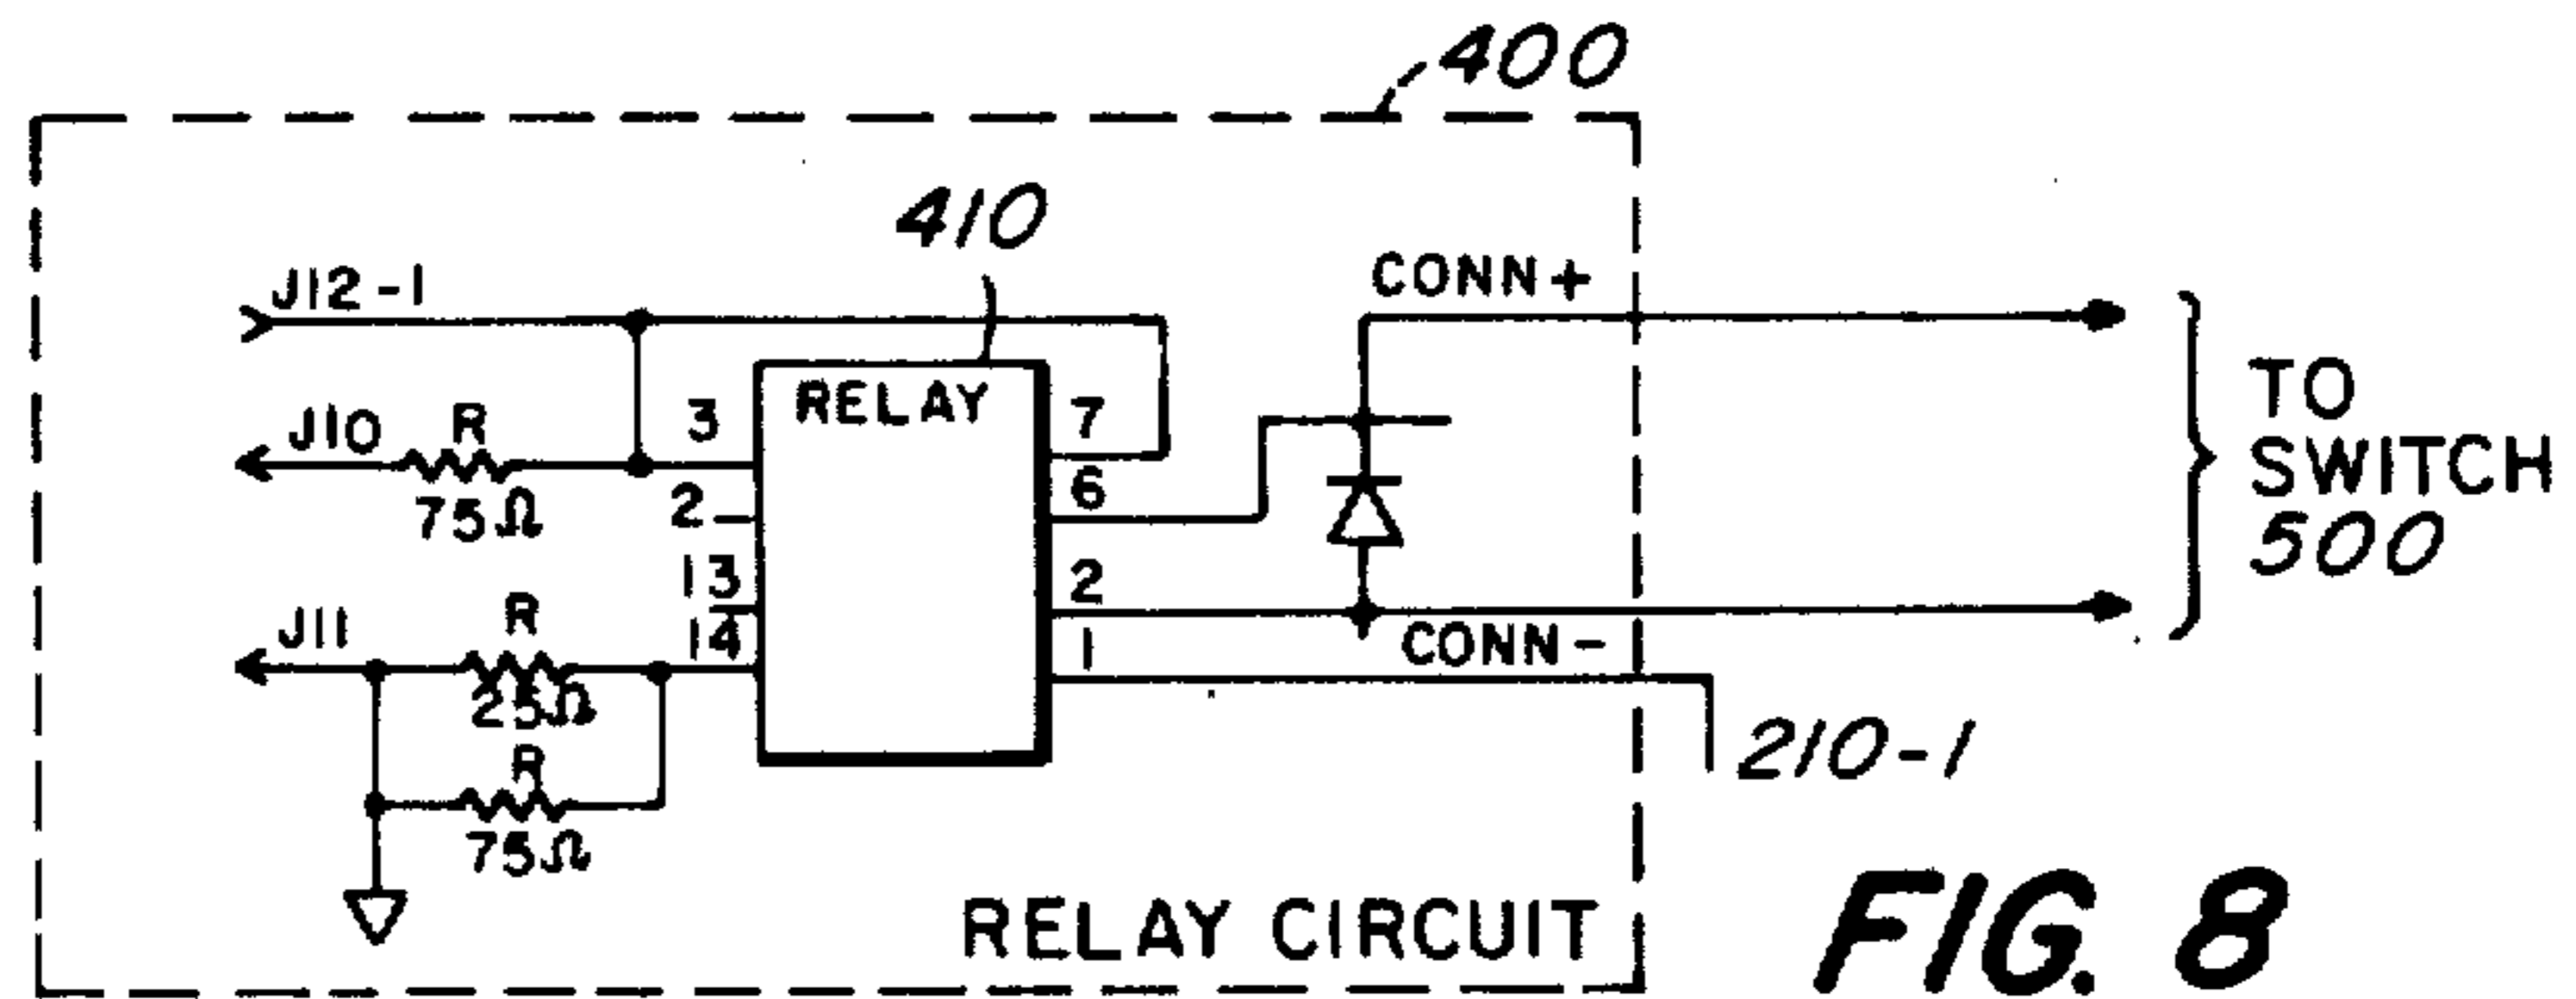 400
410
J12-1
CONN+
J10
R
75Ω
3
RELAY
7
2
6
TO
SWITCH
500
13
2
J11
R
25Ω
14
1
CONN-
R
75Ω
210-1
RELAY CIRCUIT
FIG. 8